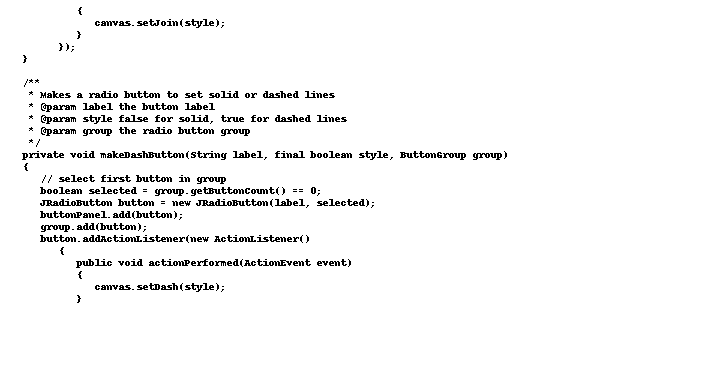 {
            canvas.setJoin(style);
         }
      });
}

/**
 * Makes a radio button to set solid or dashed lines
 * @param label the button label
 * @param style false for solid, true for dashed lines
 * @param group the radio button group
 */
private void makeDashButton(String label, final boolean style, ButtonGroup group)
{
   // select first button in group
   boolean selected = group.getButtonCount() == 0;
   JRadioButton button = new JRadioButton(label, selected);
   buttonPanel.add(button);
   group.add(button);
   button.addActionListener(new ActionListener()
      {
         public void actionPerformed(ActionEvent event)
         {
            canvas.setDash(style);
         }